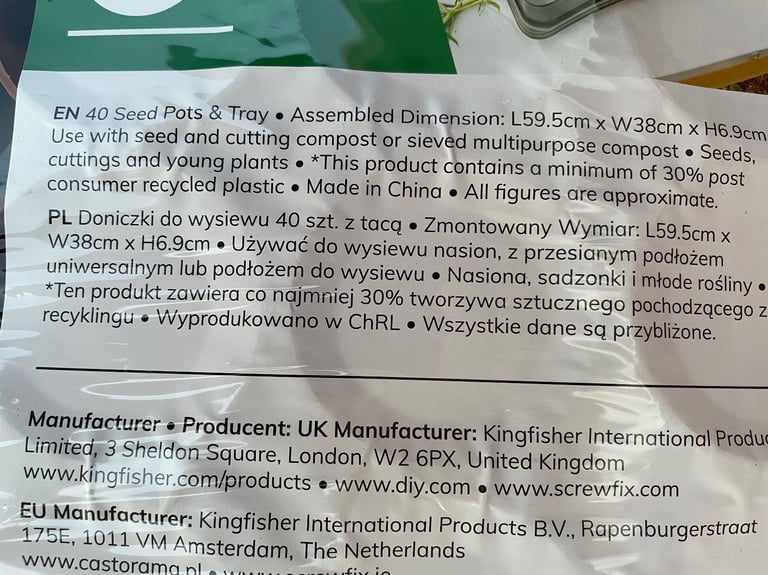 EN 40 Seed Pots & Tray • Assembled Dimension: L59.5cm x W38cm x H6.9cm
Use with seed and cutting compost or sieved multipurpose compost • Seeds,
cuttings and young plants • *This product contains a minimum of 30% post
consumer recycled plastic • Made in China • All figures are approximate.
PL Doniczki do wysiewu 40 szt. z tacą • Zmontowany Wymiar: L59.5cm x
W38cm x H6.9cm • Używać do wysiewu nasion, z przesianym podłożem
uniwersalnym lub podłożem do wysiewu • Nasiona, sadzonki i młode rośliny •
*Ten produkt zawiera co najmniej 30% tworzywa sztucznego pochodzącego z
recyklingu • Wyprodukowano w ChRL • Wszystkie dane są przybliżone.
Manufacturer • Producent: UK Manufacturer: Kingfisher International Produc
Limited, 3 Sheldon Square, London, W2 6PX, United Kingdom
www.kingfisher.com/products • www.diy.com • www.screwfix.com
EU Manufacturer: Kingfisher International Products B.V., Rapenburgerstraat
175E, 1011 VM Amsterdam, The Netherlands
www.castorama.pl • www.screwfix.ie